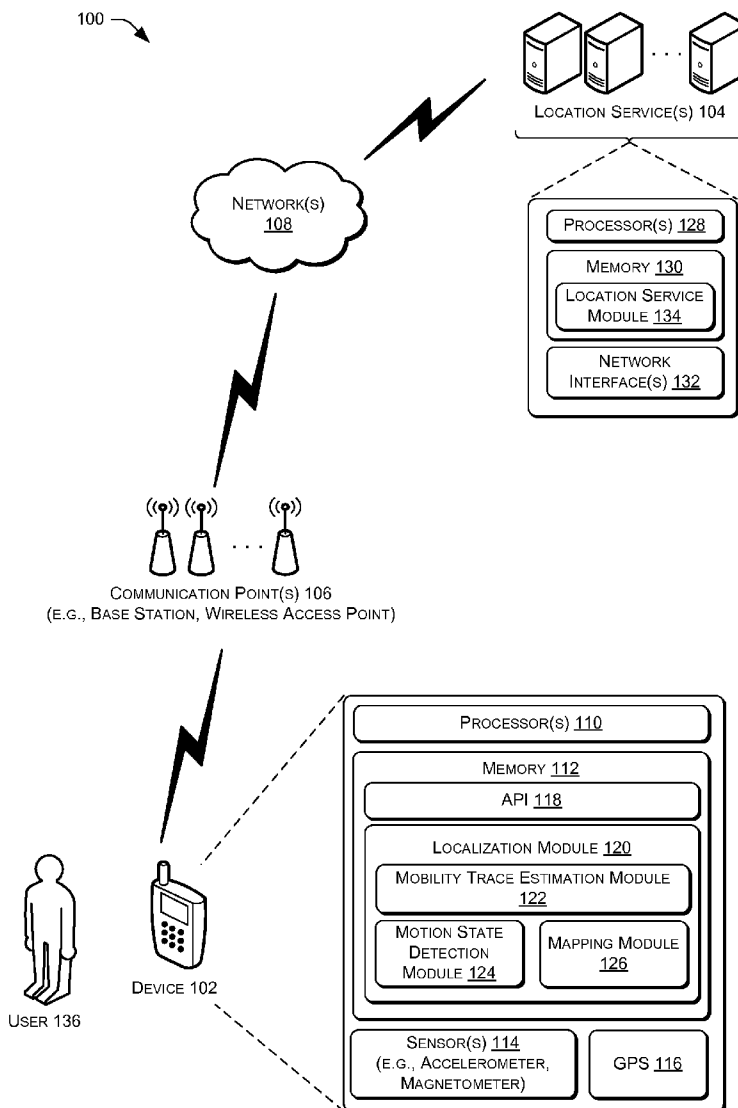 100
LOCATION SERVICE(S) 104
NETWORK(S)
108
PROCESSOR(S) 128
MEMORY 130
LOCATION SERVICE
MODULE 134
NETWORK
INTERFACE(S) 132
COMMUNICATION POINT(S) 106
(E.G., BASE STATION, WIRELESS ACCESS POINT)
PROCESSOR(S) 110
MEMORY 112
API 118
LOCALIZATION MODULE 120
MOBILITY TRACE ESTIMATION MODULE
122
MOTION STATE
DETECTION
MODULE 124
MAPPING MODULE
126
DEVICE 102
USER 136
SENSOR(S) 114
(E.G., ACCELEROMETER,
MAGNETOMETER)
GPS 116